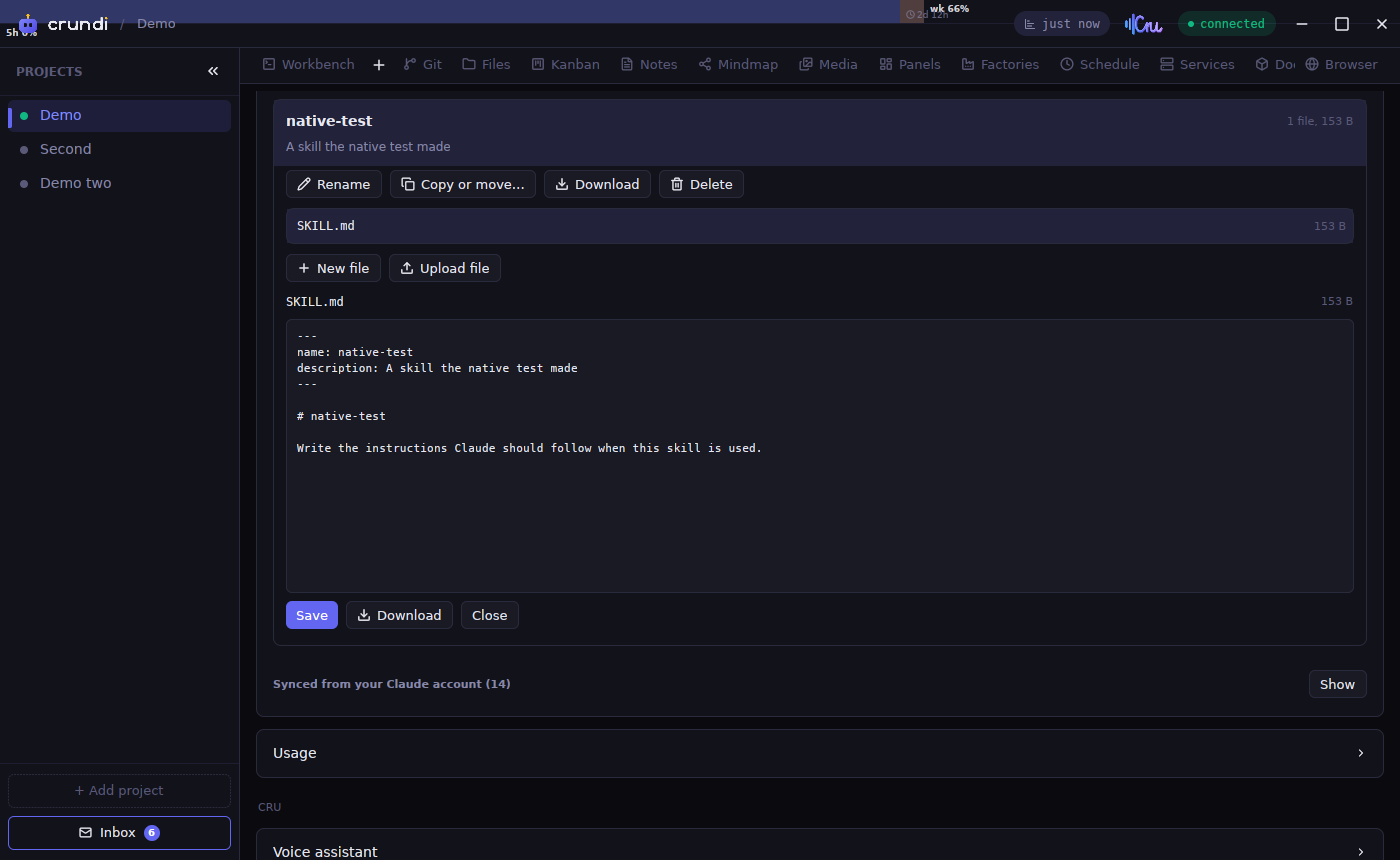 wk 66%
2d 12h
crundi / Demo
just now
Cru
connected
PROJECTS
Workbench
Git
Files
Kanban
Notes
Mindmap
Media
Panels
Factories
Schedule
Services
Browser
Demo
Second
Demo two
native-test
1 file, 153 B
A skill the native test made
Rename
Copy or move...
Download
Delete
SKILL.md
153 B
+ New file
Upload file
SKILL.md
153 B
---
name: native-test
description: A skill the native test made
---
# native-test
Write the instructions Claude should follow when this skill is used.
Save
Download
Close
Synced from your Claude account (14)
Show
Usage
CRU
Voice assistant
+ Add project
Inbox 6